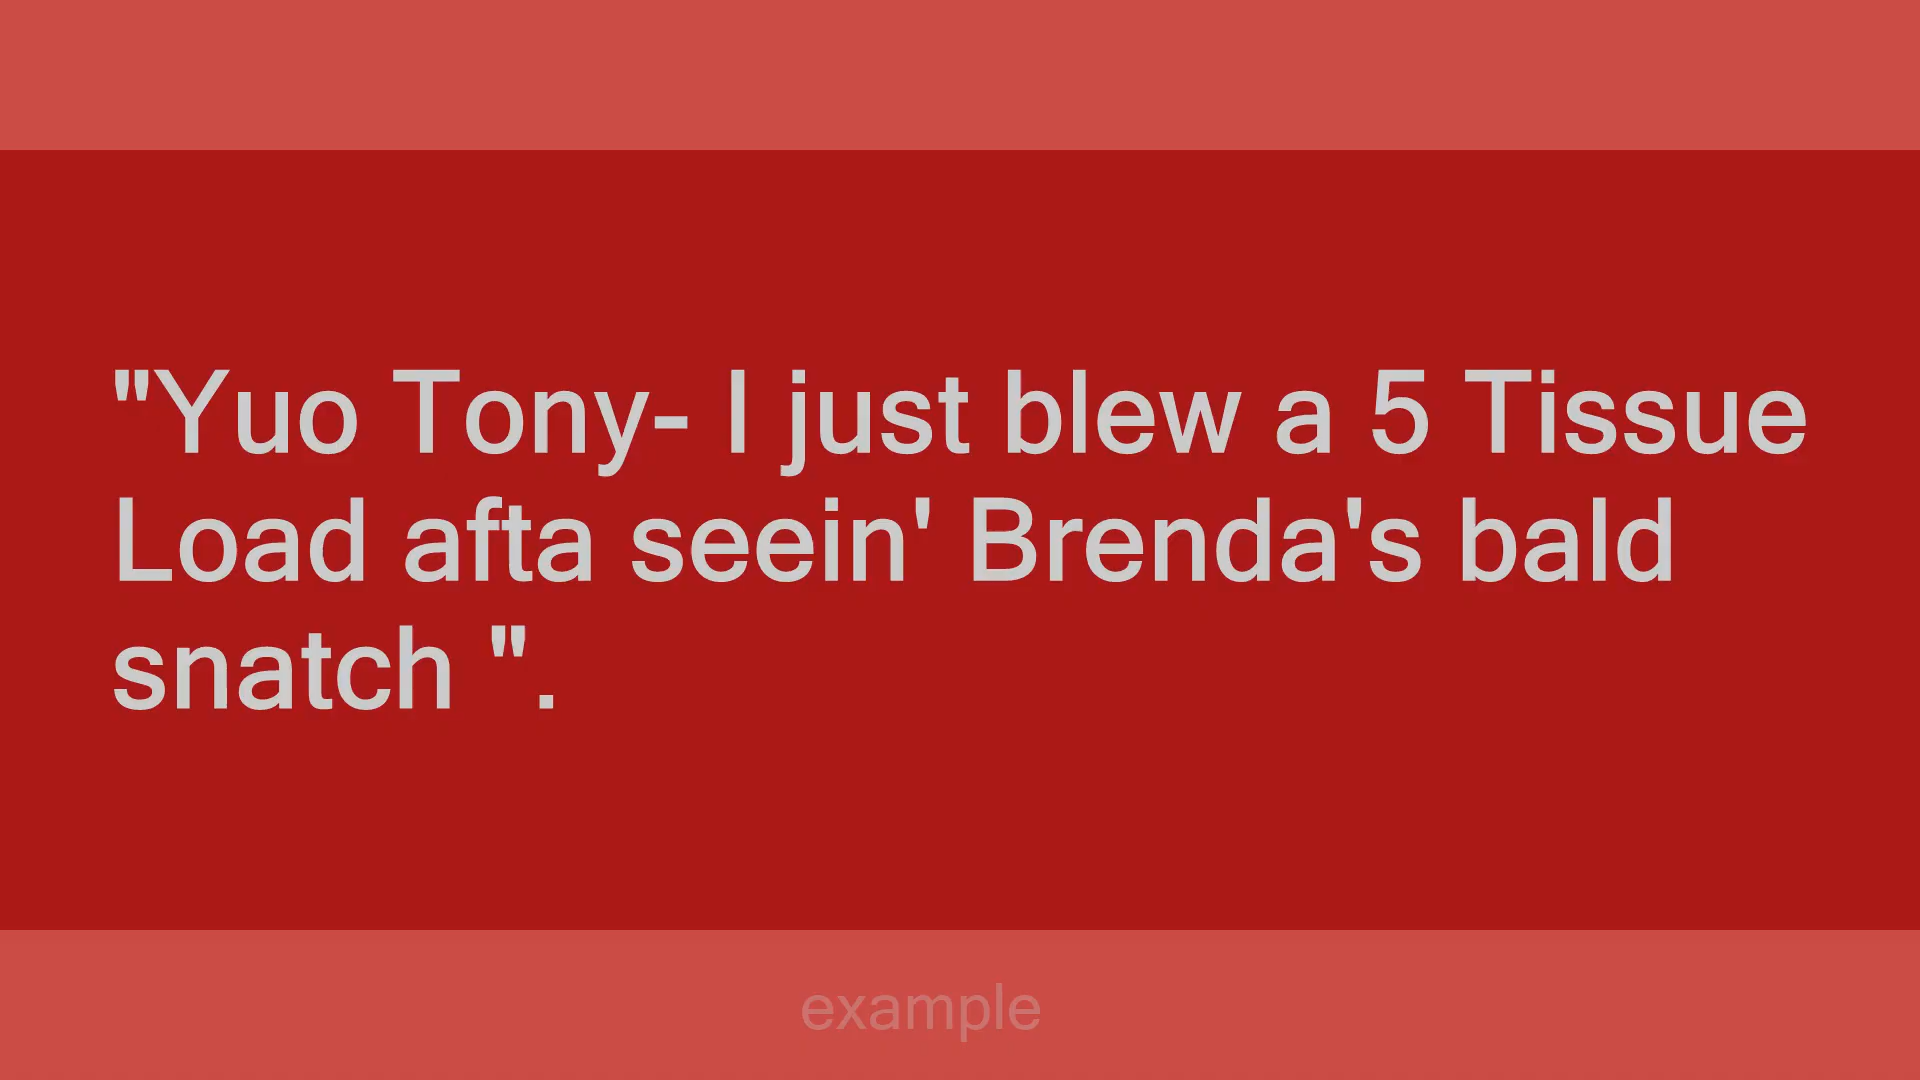 "Yuo Tony- I just blew a 5 Tissue
Load afta seein' Brenda's bald
snatch ".
example